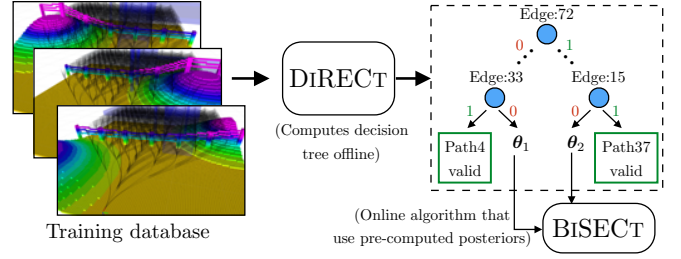 Edge:72
0
1
Edge:33
Edge:15
DIRECT
1
0
0
1
(Computes decision
tree offline)
Path4
valid
θ1
θ2
Path37
valid
Training database
(Online algorithm that
use pre-computed posteriors)
BISECT